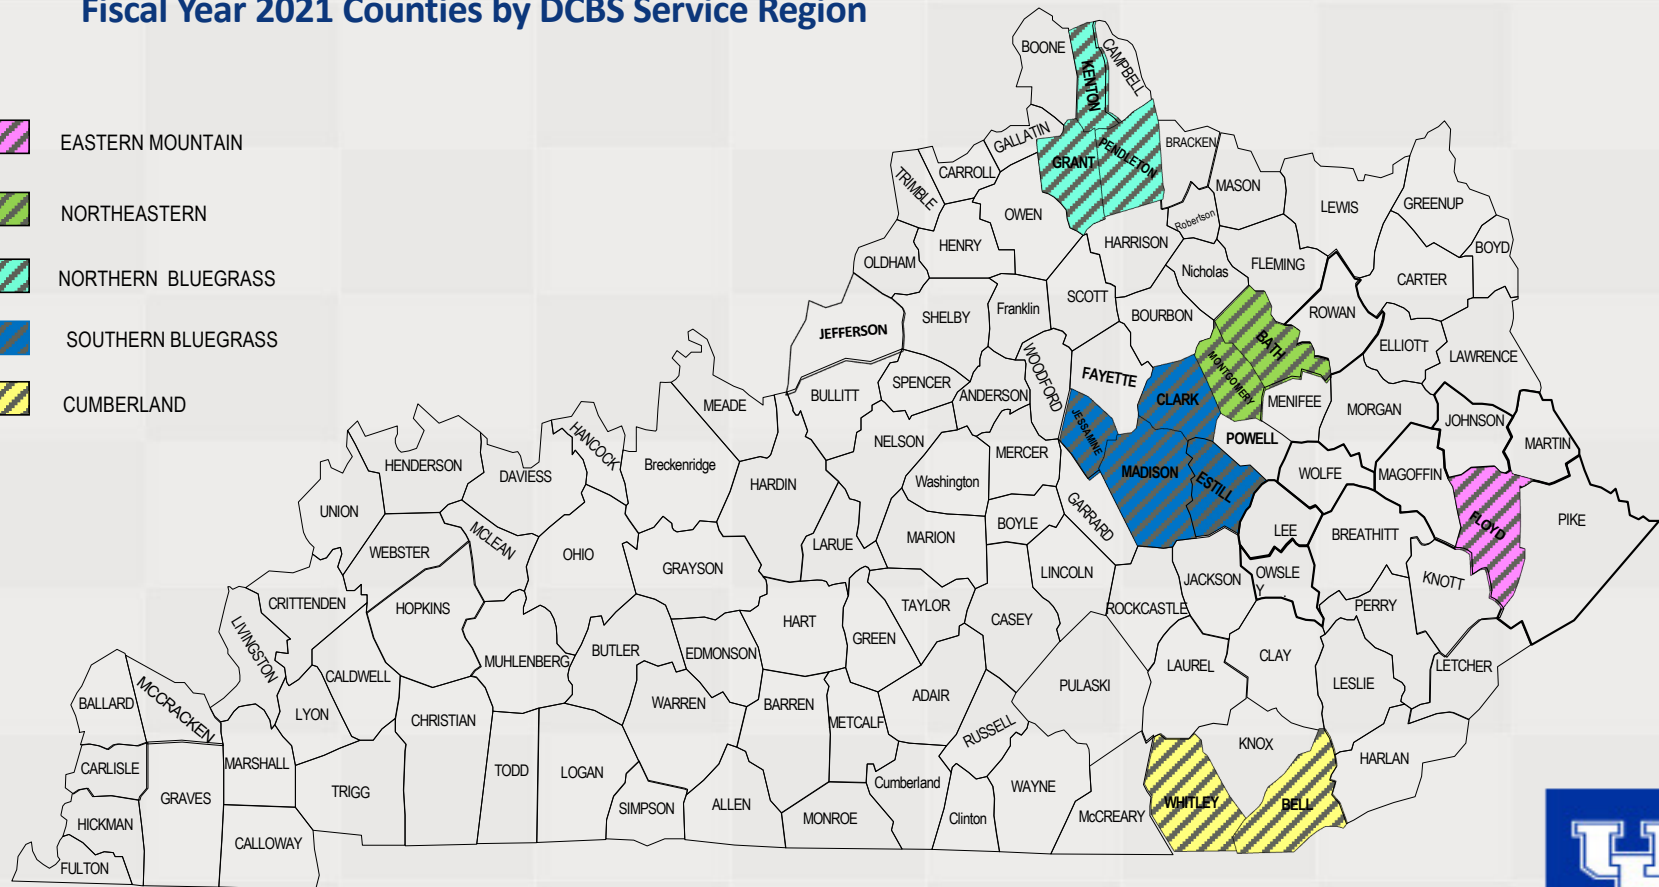 Fiscal Year 2021 Counties by DCBS Service Region
EASTERN MOUNTAIN
NORTHEASTERN
NORTHERN BLUEGRASS
SOUTHERN BLUEGRASS
CUMBERLAND
BOONE
KENTON
CAMPBELL
GALLATIN
GRANT
PENDLETON
BRACKEN
CARROLL
TRIMBLE
OWEN
MASON
Robertson
LEWIS
GREENUP
HENRY
HARRISON
BOYD
OLDHAM
Nicholas
FLEMING
CARTER
SCOTT
Franklin
SHELBY
BOURBON
ROWAN
JEFFERSON
BATH
ELLIOTT
LAWRENCE
WOODFORD
FAYETTE
MONTGOMERY
SPENCER
BULLITT
ANDERSON
CLARK
MENIFEE
MORGAN
MEADE
JESSAMINE
POWELL
JOHNSON
MARTIN
HANCOCK
NELSON
MERCER
HENDERSON
DAVIESS
Breckenridge
HARDIN
Washington
MADISON
ESTILL
WOLFE
MAGOFFIN
UNION
GARRARD
FLOYD
PIKE
MCLEAN
WEBSTER
OHIO
LARUE
MARION
BOYLE
LEE
BREATHITT
GRAYSON
LINCOLN
JACKSON
OWSLE
Y
KNOTT
CRITTENDEN
HOPKINS
TAYLOR
ROCKCASTLE
PERRY
LIVINGSTON
HART
GREEN
CASEY
MUHLENBERG
BUTLER
EDMONSON
LAUREL
CLAY
LETCHER
CALDWELL
LESLIE
BALLARD
MCCRACKEN
LYON
CHRISTIAN
WARREN
BARREN
METCALF
ADAIR
PULASKI
RUSSELL
KNOX
HARLAN
CARLISLE
MARSHALL
TODD
LOGAN
Cumberland
WAYNE
GRAVES
TRIGG
SIMPSON
ALLEN
MONROE
Clinton
McCREARY
WHITLEY
BELL
HICKMAN
CALLOWAY
FULTON